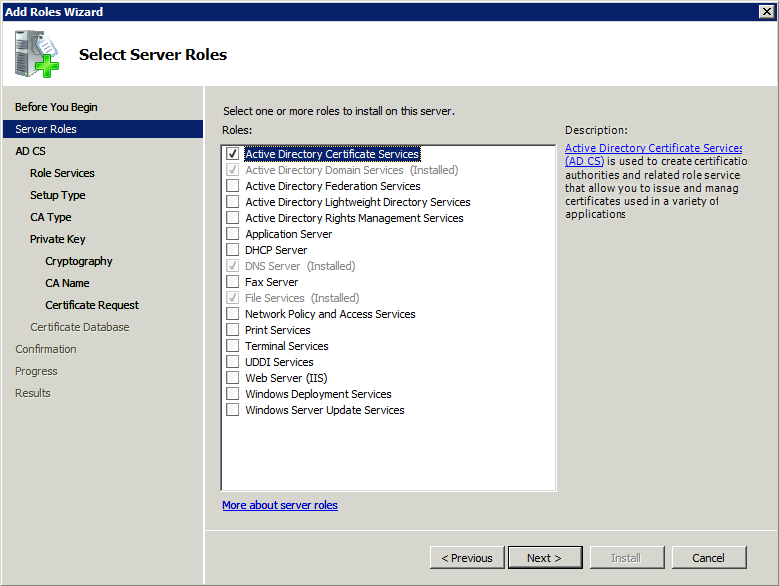 Add Roles Wizard
Select Server Roles
Before You Begin
Server Roles
AD CS
Role Services
Setup Type
CA Type
Private Key
Cryptography
CA Name
Certificate Request
Certificate Database
Confirmation
Progress
Results
Select one or more roles to install on this server.
Roles:
Active Directory Certificate Services
Active Directory Domain Services (Installed)
Active Directory Federation Services
Active Directory Lightweight Directory Services
Active Directory Rights Management Services
Application Server
DHCP Server
DNS Server (Installed)
Fax Server
File Services (Installed)
Network Policy and Access Services
Print Services
Terminal Services
UDDI Services
Web Server (IIS)
Windows Deployment Services
Windows Server Update Services
More about server roles
Description:
Active Directory Certificate Services
(AD CS) is used to create certificatio
authorities and related role service
that allow you to issue and manag
certificates used in a variety of
applications
< Previous
Next >
Install
Cancel